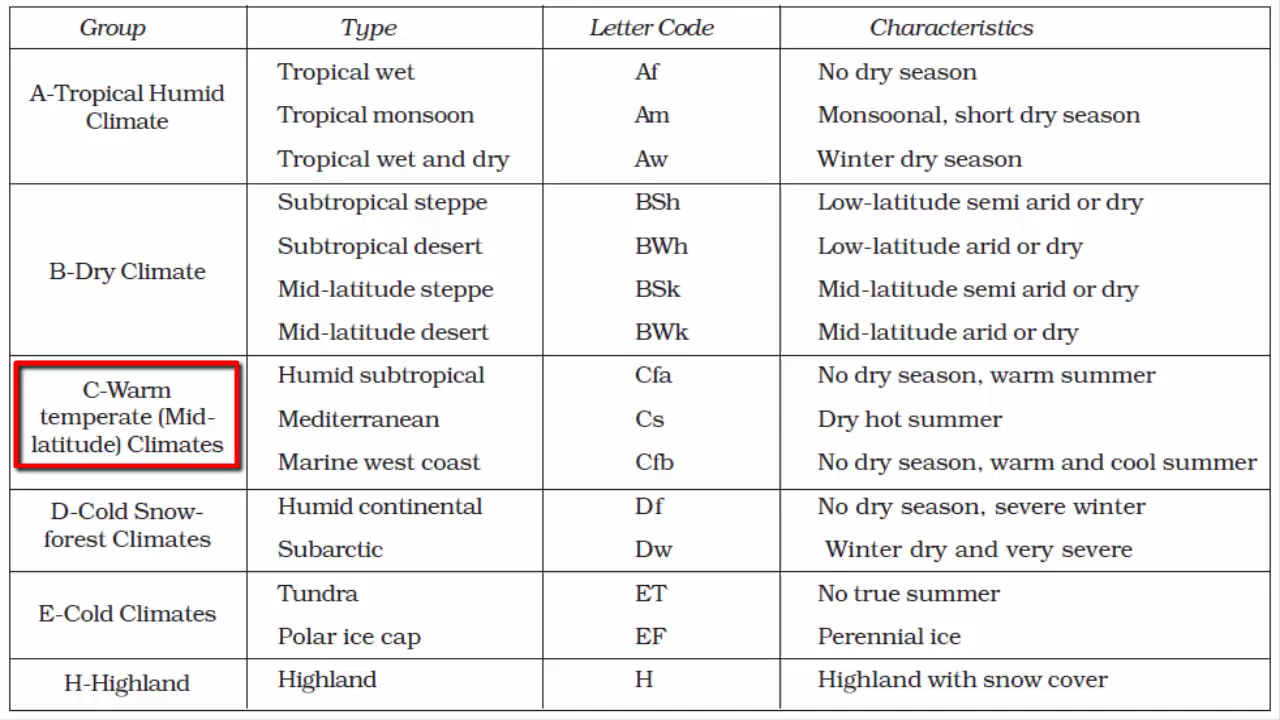 Group Type Letter Code Characteristics
A-Tropical Humid
Climate
Tropical wet Af No dry season
Tropical monsoon Am Monsoonal, short dry season
Tropical wet and dry Aw Winter dry season
B-Dry Climate
Subtropical steppe BSh Low-latitude semi arid or dry
Subtropical desert BWh Low-latitude arid or dry
Mid-latitude steppe BSk Mid-latitude semi arid or dry
Mid-latitude desert BWk Mid-latitude arid or dry
C-Warm
temperate (Mid-
latitude) Climates
Humid subtropical Cfa No dry season, warm summer
Mediterranean Cs Dry hot summer
Marine west coast Cfb No dry season, warm and cool summer
D-Cold Snow-
forest Climates
Humid continental Df No dry season, severe winter
Subarctic Dw Winter dry and very severe
E-Cold Climates
Tundra ET No true summer
Polar ice cap EF Perennial ice
H-Highland Highland H Highland with snow cover